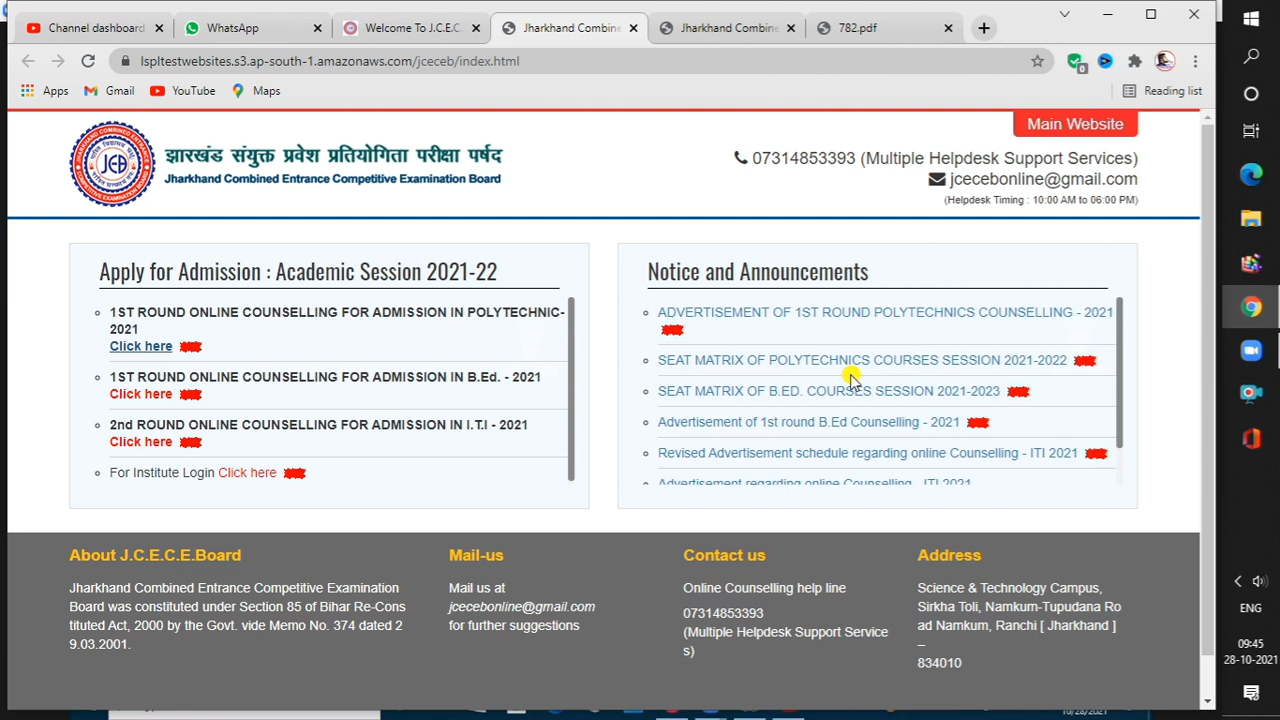 Channel dashboard
WhatsApp
Welcome To J.C.E.C.
Jharkhand Combine
Jharkhand Combine
782.pdf
lspltestwebsites.s3.ap-south-1.amazonaws.com/jceceb/index.html
0
Apps
Gmail
YouTube
Maps
Reading list
Main Website
JCEB
झारखंड संयुक्त प्रवेश प्रतियोगिता परीक्षा पर्षद
Jharkhand Combined Entrance Competitive Examination Board
07314853393 (Multiple Helpdesk Support Services)
jcecebonline@gmail.com
(Helpdesk Timing : 10:00 AM to 06:00 PM)
Apply for Admission : Academic Session 2021-22
1ST ROUND ONLINE COUNSELLING FOR ADMISSION IN POLYTECHNIC-
2021
Click here
1ST ROUND ONLINE COUNSELLING FOR ADMISSION IN B.Ed. - 2021
Click here
2nd ROUND ONLINE COUNSELLING FOR ADMISSION IN I.T.I - 2021
Click here
For Institute Login Click here
Notice and Announcements
ADVERTISEMENT OF 1ST ROUND POLYTECHNICS COUNSELLING - 2021
SEAT MATRIX OF POLYTECHNICS COURSES SESSION 2021-2022
SEAT MATRIX OF B.ED. COURSES SESSION 2021-2023
Advertisement of 1st round B.Ed Counselling - 2021
Revised Advertisement schedule regarding online Counselling - ITI 2021
Advertisement regarding online Counselling - ITI 2021
About J.C.E.C.E.Board
Jharkhand Combined Entrance Competitive Examination
Board was constituted under Section 85 of Bihar Re-Cons
tituted Act, 2000 by the Govt. vide Memo No. 374 dated 2
9.03.2001.
Mail-us
Mail us at
jcecebonline@gmail.com
for further suggestions
Contact us
Online Counselling help line
07314853393
(Multiple Helpdesk Support Service
s)
Address
Science & Technology Campus,
Sirkha Toli, Namkum-Tupudana Ro
ad Namkum, Ranchi [ Jharkhand ]
–
834010
ENG
09:45
28-10-2021
10/28/2021